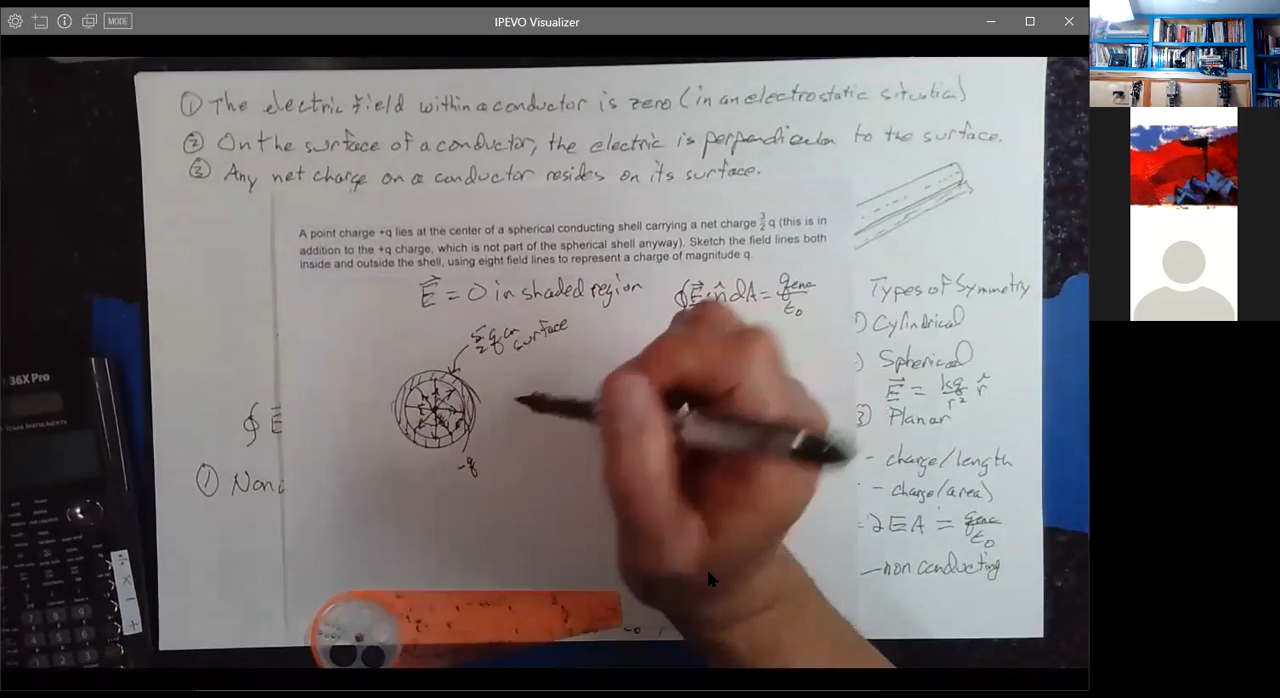 IPEVO Visualizer
MODE
① The electric field within a conductor is zero (in an electrostatic situation)
② On the surface of a conductor, the electric is perpendicular to the surface.
③ Any net charge on a conductor resides on its surface.
A point charge +q lies at the center of a spherical conducting shell carrying a net charge 3/2 q (this is in
addition to the +q charge, which is not part of the spherical shell anyway). Sketch the field lines both
inside and outside the shell, using eight field lines to represent a charge of magnitude q.
E⃗ = 0 in shaded region
∮E⃗·n̂dA = qenc/ε0
5/2 q on surface
-q
Types of Symmetry
1) Cylindrical
) Spherical
E⃗ = kq/r² r̂
③ Planar
- charge/length
- charge/area)
= 2EA = qenc/ε0
- non conducting
36X Pro
TEXAS INSTRUMENTS
∮E
①